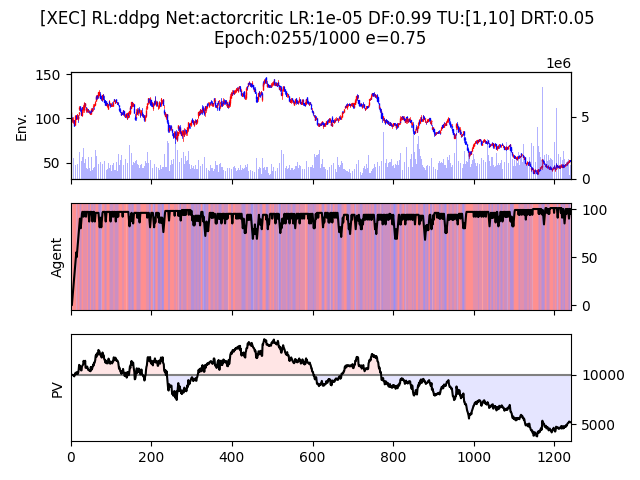 [XEC] RL:ddpg Net:actorcritic LR:1e-05 DF:0.99 TU:[1,10] DRT:0.05
Epoch:0255/1000 e=0.75
1e6
150
100
50
Env.
5
0
Agent
100
50
0
PV
10000
5000
0 200 400 600 800 1000 1200